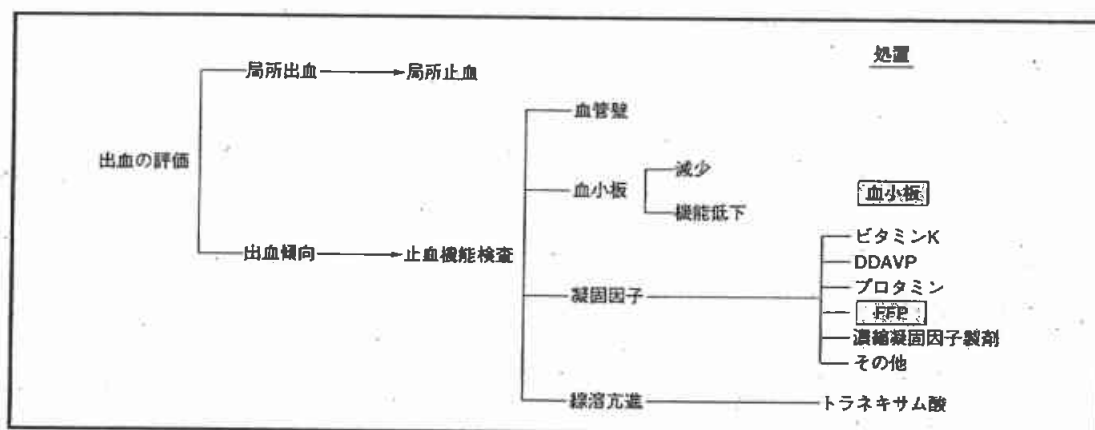 処置
局所出血 → 局所止血
血管壁
出血の評価
減少
血小板
機能低下
血小板
出血傾向 → 止血機能検査
ビタミンK
DDAVP
プロタミン
凝固因子
FFP
濃縮凝固因子製剤
その他
線溶亢進
トラネキサム酸